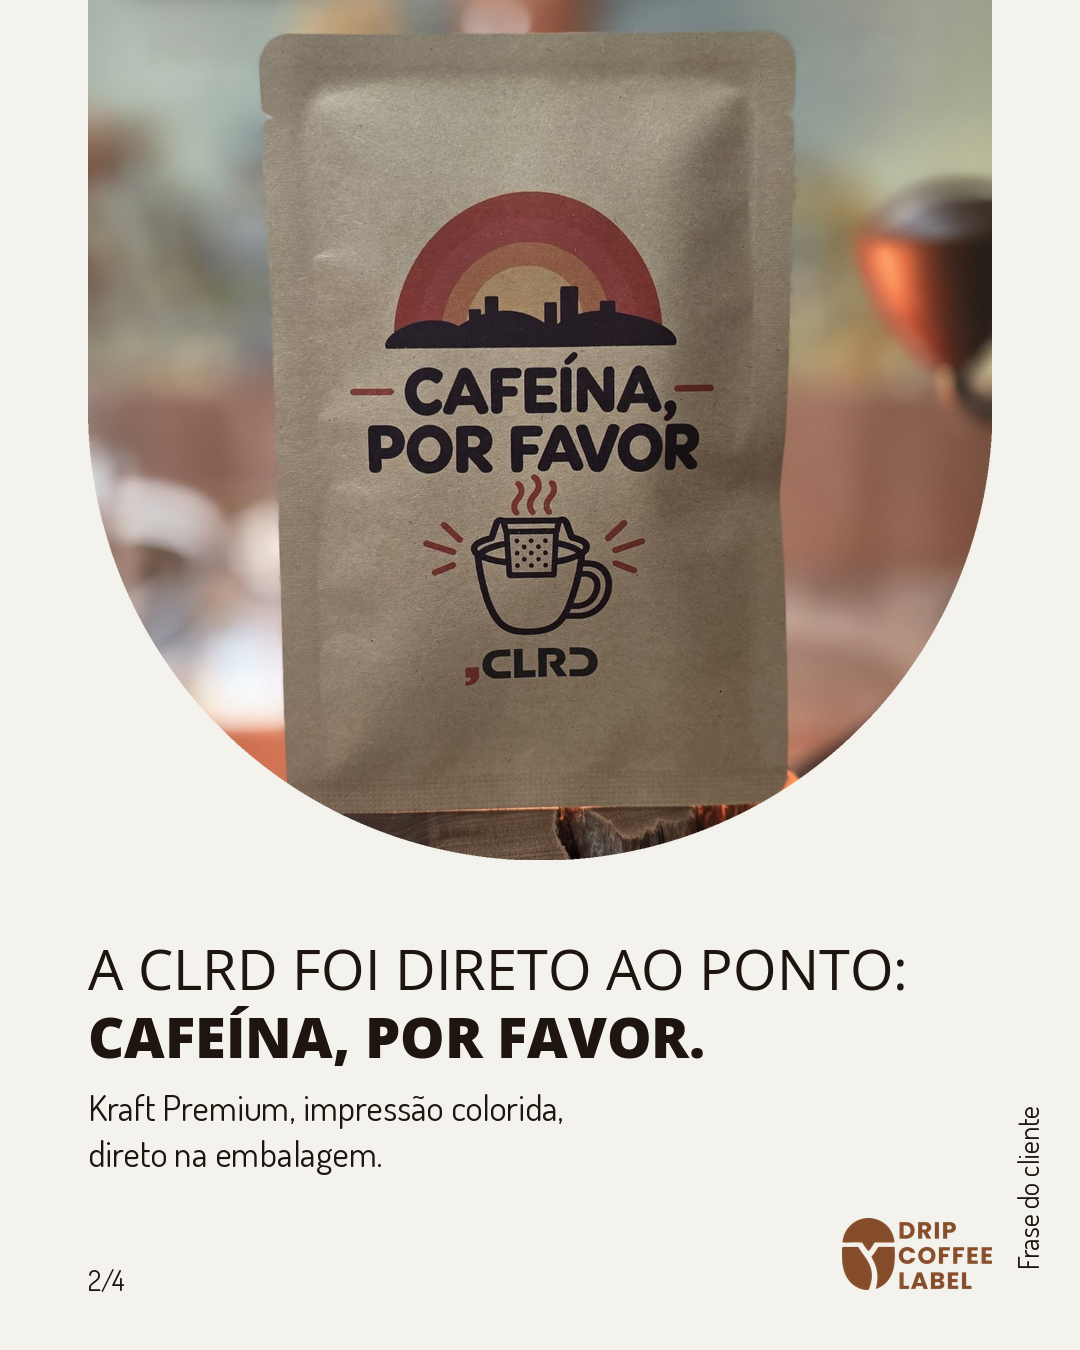 CAFEÍNA,
POR FAVOR
,CLRD
A CLRD FOI DIRETO AO PONTO:
CAFEÍNA, POR FAVOR.
Kraft Premium, impressão colorida,
direto na embalagem.
Frase do cliente
2/4
DRIP
COFFEE
LABEL